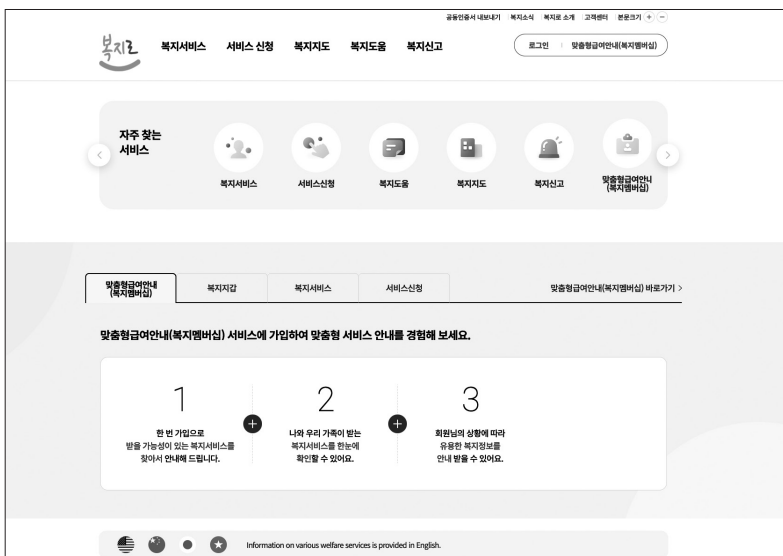 공동인증서 내보내기 복지소식 복지로 소개 고객센터 본문크기 + -
복지로 복지서비스 서비스 신청 복지지도 복지도움 복지신고 로그인 맞춤형급여안내(복지멤버십)
자주 찾는
서비스
복지서비스 서비스신청 복지도움 복지지도 복지신고 맞춤형급여안내
(복지멤버십)
맞춤형급여안내
(복지멤버십)
복지지갑 복지서비스 서비스신청 맞춤형급여안내(복지멤버십) 바로가기 >
맞춤형급여안내(복지멤버십) 서비스에 가입하여 맞춤형 서비스 안내를 경험해 보세요.
1
한 번 가입으로
받을 가능성이 있는 복지서비스를
찾아서 안내해 드립니다.
+
2
나와 우리 가족이 받는
복지서비스를 한눈에
확인할 수 있어요.
+
3
회원님의 상황에 따라
유용한 복지정보를
안내 받을 수 있어요.
Information on various welfare services is provided in English.